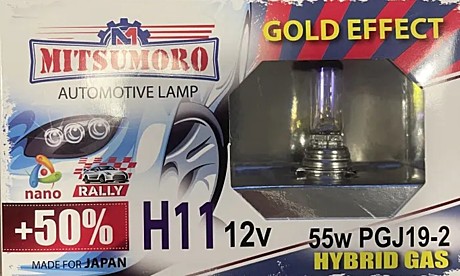 GOLD EFFECT
MITSUMORO
AUTOMOTIVE LAMP
nano
RALLY
+50%
H11 12v 55w PGJ19-2
MADE FOR JAPAN
HYBRID GAS